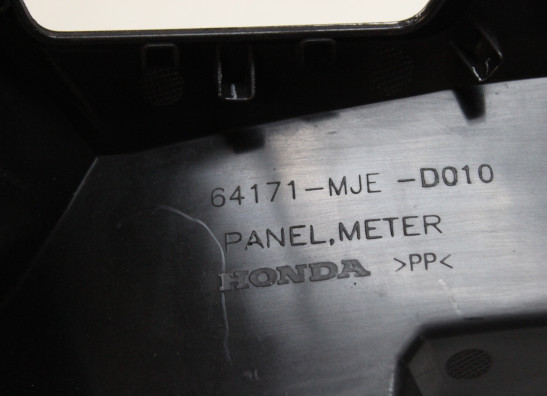 64171-MJE -D010
PANEL,METER
HONDA >PP<